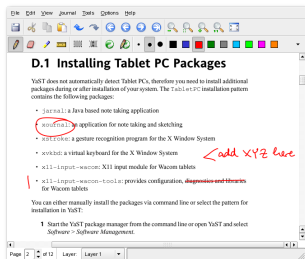 File Edit View Journal Tools Options Help
D.1 Installing Tablet PC Packages
YaST does not automatically detect Tablet PCs, therefore you need to install additional
packages during or after installation of your system. The TabletPC installation pattern
contains the following packages:
• jarnal: a Java based note taking application
• xournal: an application for note taking and sketching
• xstroke: a gesture recognition program for the X Window System
• xvkbd: a virtual keyboard for the X Window System
add XYZ here
• x11-input-wacom: X11 input module for Wacom tablets
• x11-input-wacom-tools: provides configuration, diagnostics and libraries
for Wacom tablets
You can either manually install the packages via command line or select the pattern for
installation in YaST:
1 Start the YaST package manager from the command line or open YaST and select
Software > Software Management.
Page 2 of 12 Layer: Layer 1